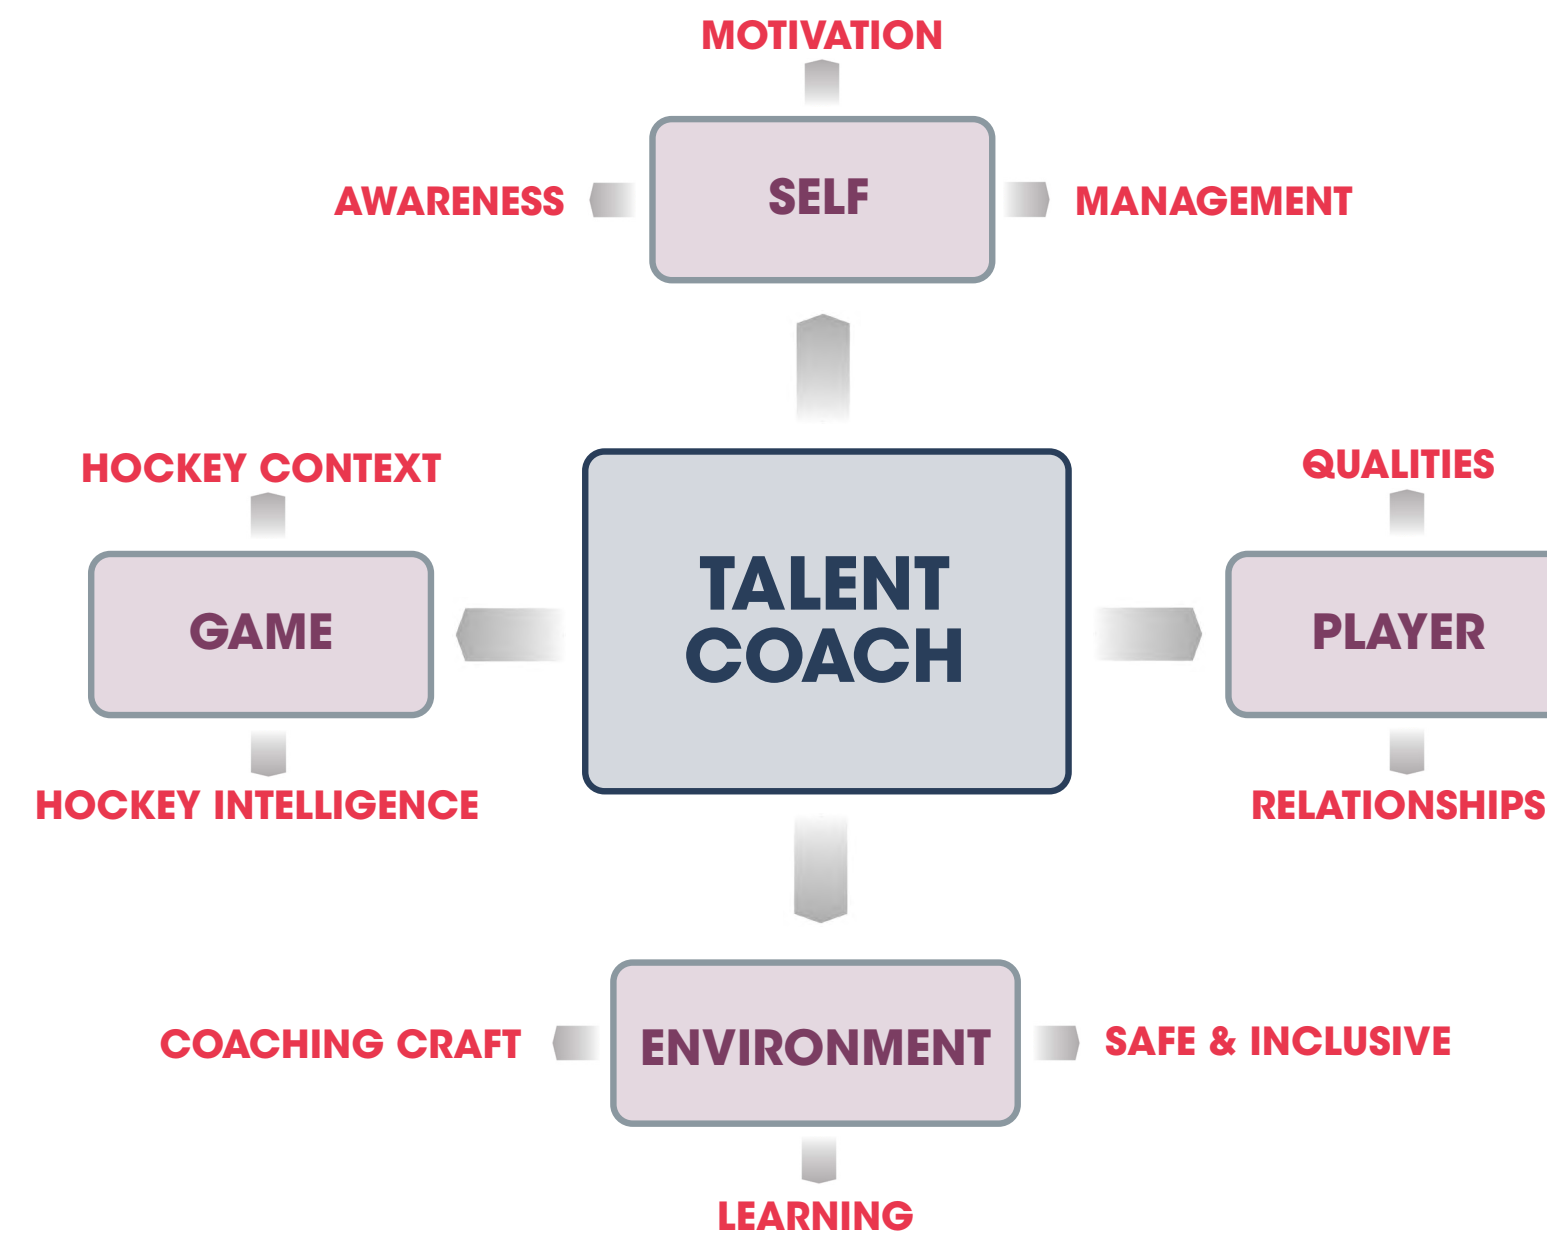 MOTIVATION
AWARENESS
SELF
MANAGEMENT
HOCKEY CONTEXT
QUALITIES
GAME
TALENT
COACH
PLAYER
HOCKEY INTELLIGENCE
RELATIONSHIPS
COACHING CRAFT
ENVIRONMENT
SAFE & INCLUSIVE
LEARNING